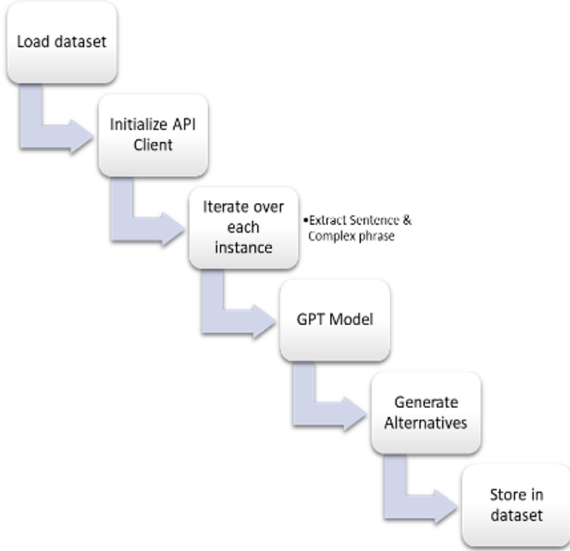 Load dataset
Initialize API
Client
Iterate over
each
instance
•Extract Sentence &
Complex phrase
GPT Model
Generate
Alternatives
Store in
dataset